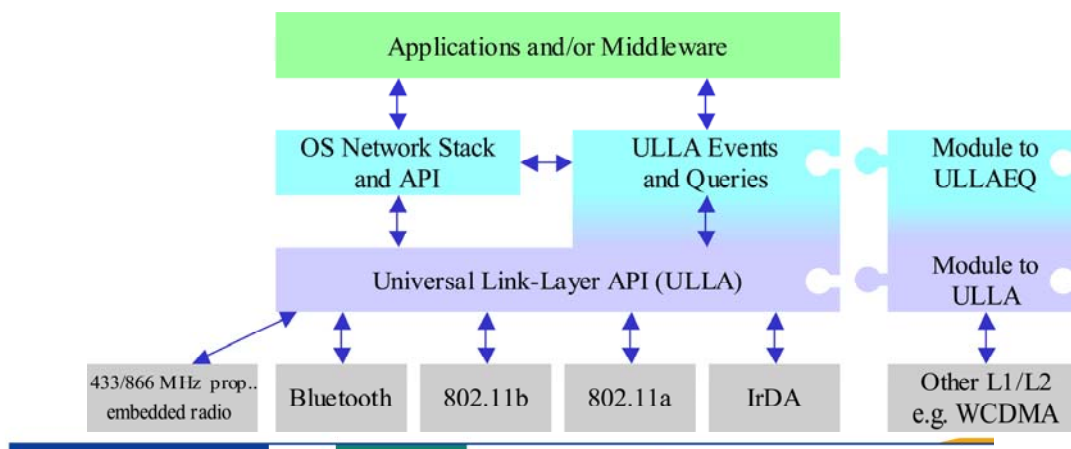 Applications and/or Middleware
OS Network Stack
and API
ULLA Events
and Queries
Module to
ULLAEQ
Universal Link-Layer API (ULLA)
Module to
ULLA
433/866 MHz prop..
embedded radio
Bluetooth
802.11b
802.11a
IrDA
Other L1/L2
e.g. WCDMA